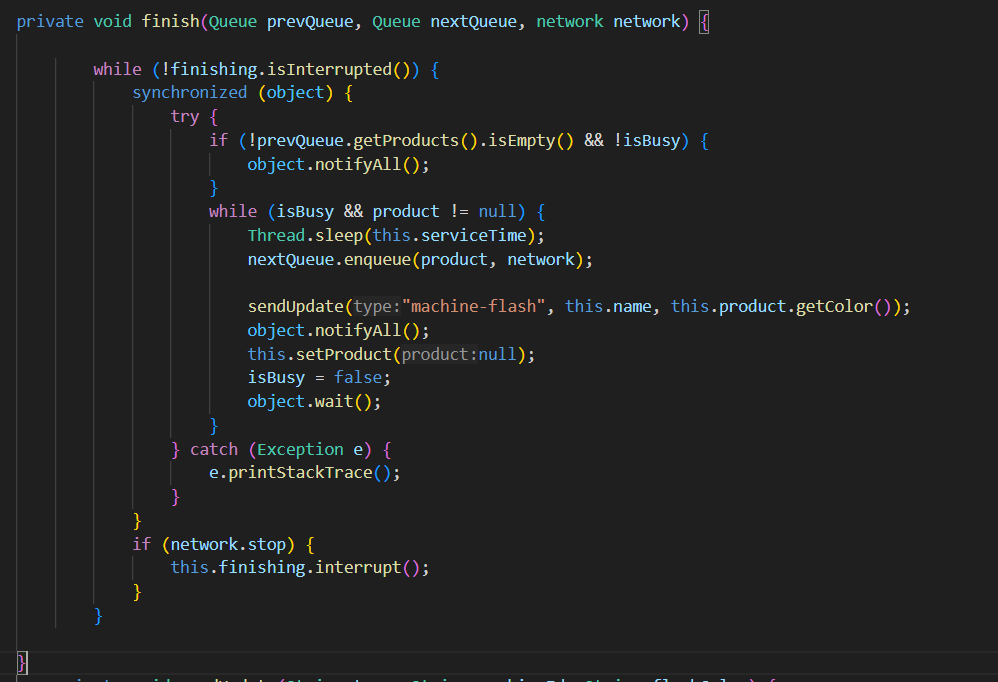 private void finish(Queue prevQueue, Queue nextQueue, network network) {
while (!finishing.isInterrupted()) {
synchronized (object) {
try {
if (!prevQueue.getProducts().isEmpty() && !isBusy) {
object.notifyAll();
}
while (isBusy && product != null) {
Thread.sleep(this.serviceTime);
nextQueue.enqueue(product, network);
sendUpdate(type:"machine-flash", this.name, this.product.getColor());
object.notifyAll();
this.setProduct(product:null);
isBusy = false;
object.wait();
}
} catch (Exception e) {
e.printStackTrace();
}
}
if (network.stop) {
this.finishing.interrupt();
}
}
}